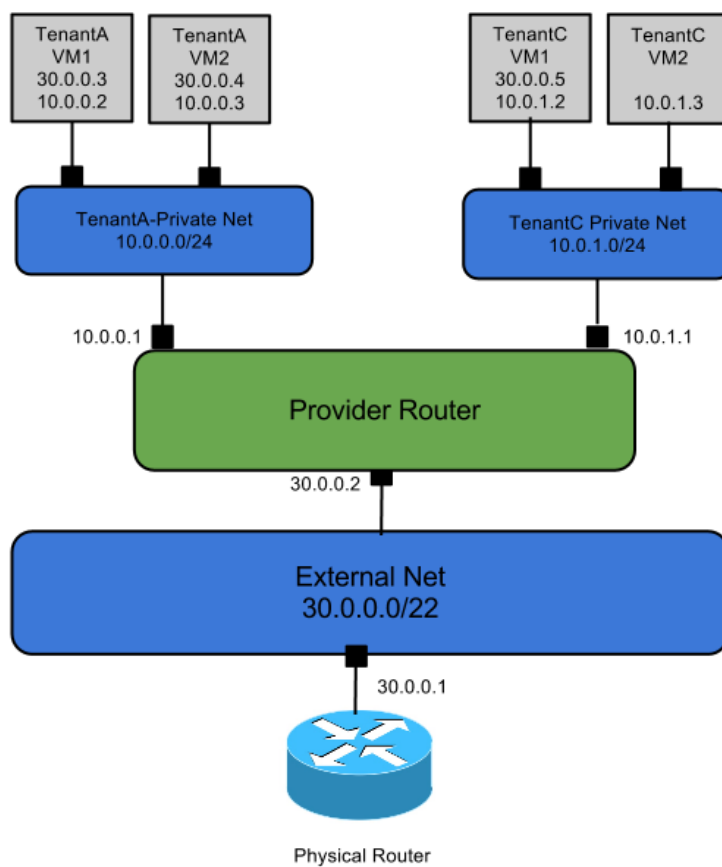 TenantA
VM1
30.0.0.3
10.0.0.2
TenantA
VM2
30.0.0.4
10.0.0.3
TenantC
VM1
30.0.0.5
10.0.1.2
TenantC
VM2
10.0.1.3
TenantA-Private Net
10.0.0.0/24
TenantC Private Net
10.0.1.0/24
10.0.0.1
10.0.1.1
Provider Router
30.0.0.2
External Net
30.0.0.0/22
30.0.0.1
Physical Router